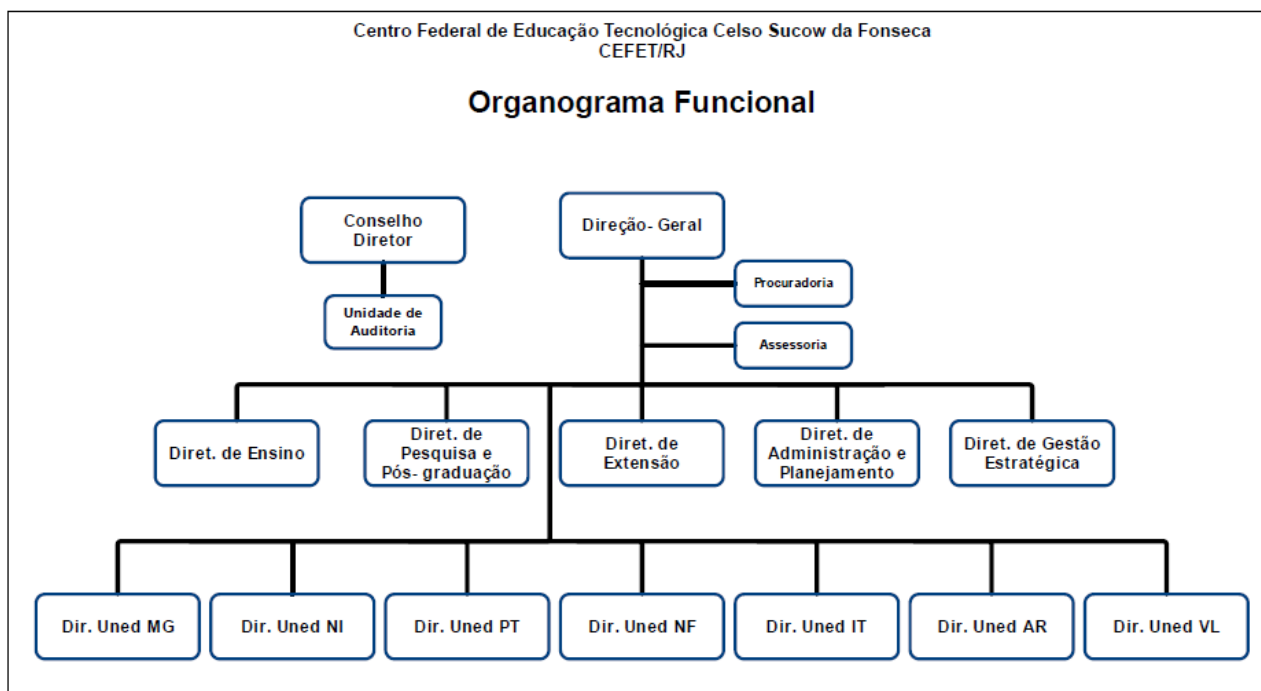 Centro Federal de Educação Tecnológica Celso Sucow da Fonseca
CEFET/RJ
Organograma Funcional
Conselho
Diretor
Direção- Geral
Unidade de
Auditoria
Procuradoria
Assessoria
Diret. de Ensino
Diret. de
Pesquisa e
Pós- graduação
Diret. de
Extensão
Diret. de
Administração e
Planejamento
Diret. de Gestão
Estratégica
Dir. Uned MG
Dir. Uned NI
Dir. Uned PT
Dir. Uned NF
Dir. Uned IT
Dir. Uned AR
Dir. Uned VL